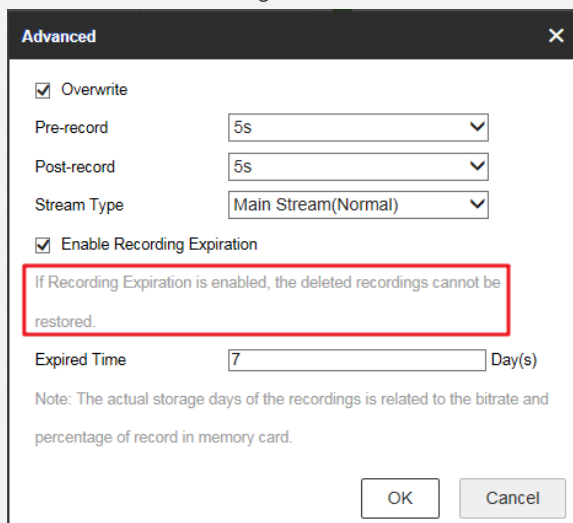 Advanced
Overwrite
Pre-record 5s
Post-record 5s
Stream Type Main Stream(Normal)
Enable Recording Expiration
If Recording Expiration is enabled, the deleted recordings cannot be
restored.
Expired Time 7 Day(s)
Note: The actual storage days of the recordings is related to the bitrate and
percentage of record in memory card.
OK Cancel